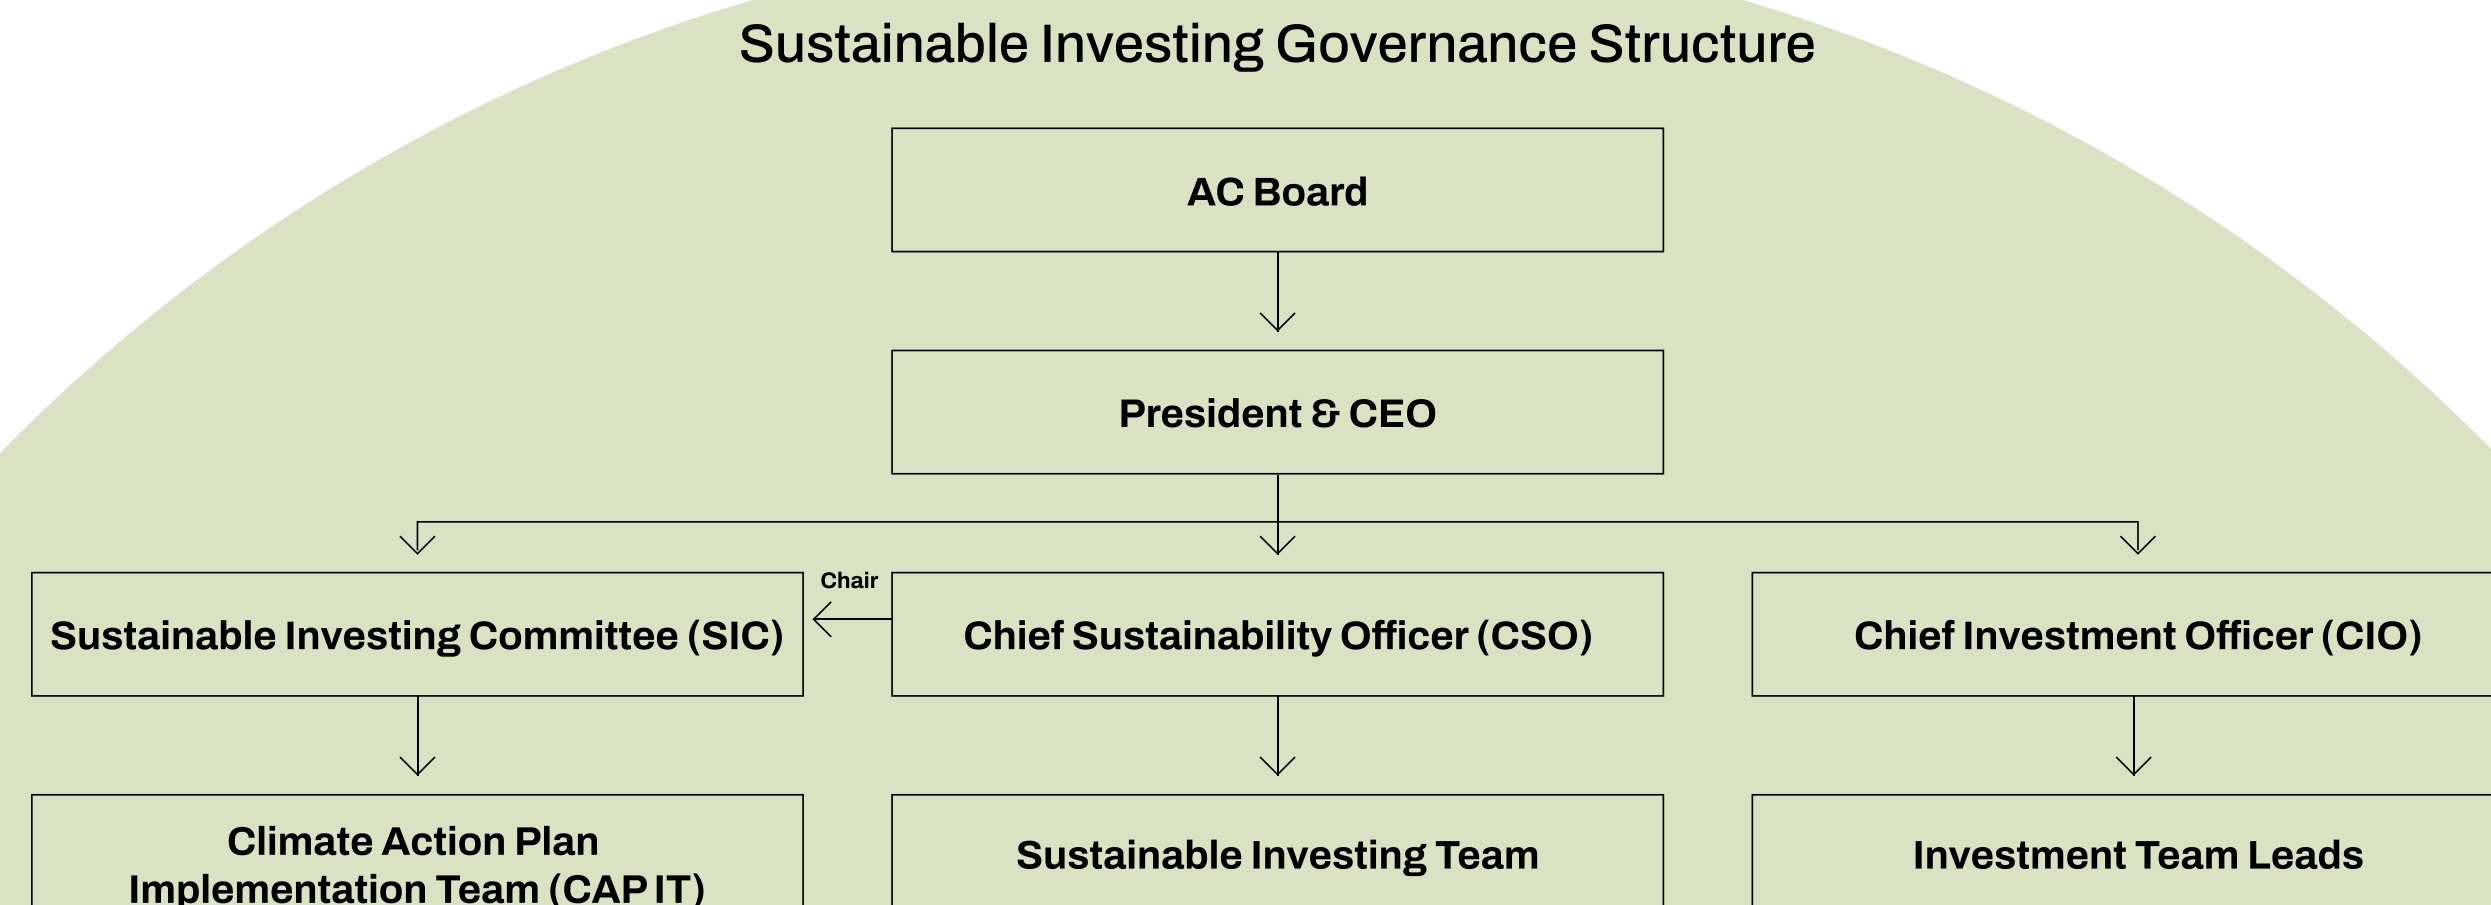 Sustainable Investing Governance Structure
AC Board
President & CEO
Chair
Sustainable Investing Committee (SIC)
Chief Sustainability Officer (CSO)
Chief Investment Officer (CIO)
Climate Action Plan
Implementation Team (CAP IT)
Sustainable Investing Team
Investment Team Leads